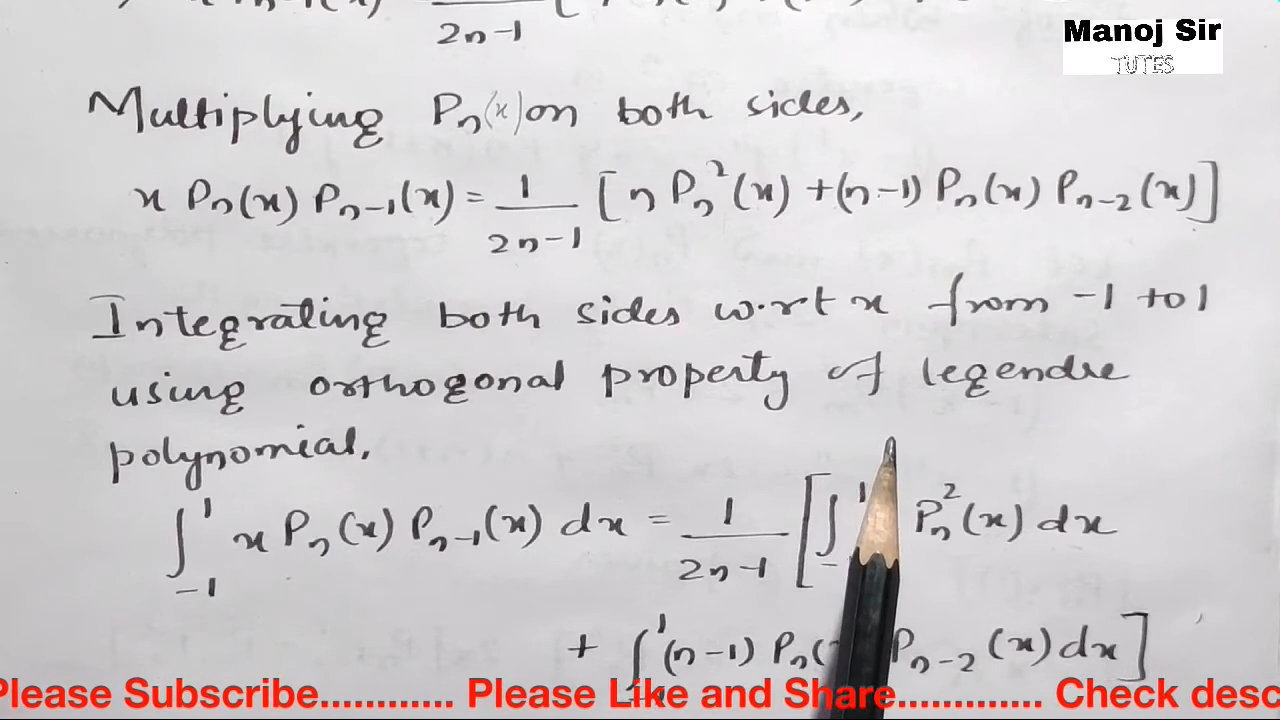 2n-1
Manoj Sir
TUTES
Multiplying Pn(x) on both sides,
x Pn(x) Pn-1(x) = 1/2n-1 [n Pn²(x) + (n-1) Pn(x) Pn-2(x)]
Integrating both sides w.r.t x from -1 to 1
using orthogonal property of legendre
polynomial,
∫₋₁¹ x Pn(x) Pn-1(x) dx = 1/2n-1 [∫ ¹ Pn²(x) dx
+ ∫¹ (n-1) Pn( Pn-2(x) dx]
Please Subscribe............ Please Like and Share............. Check desc